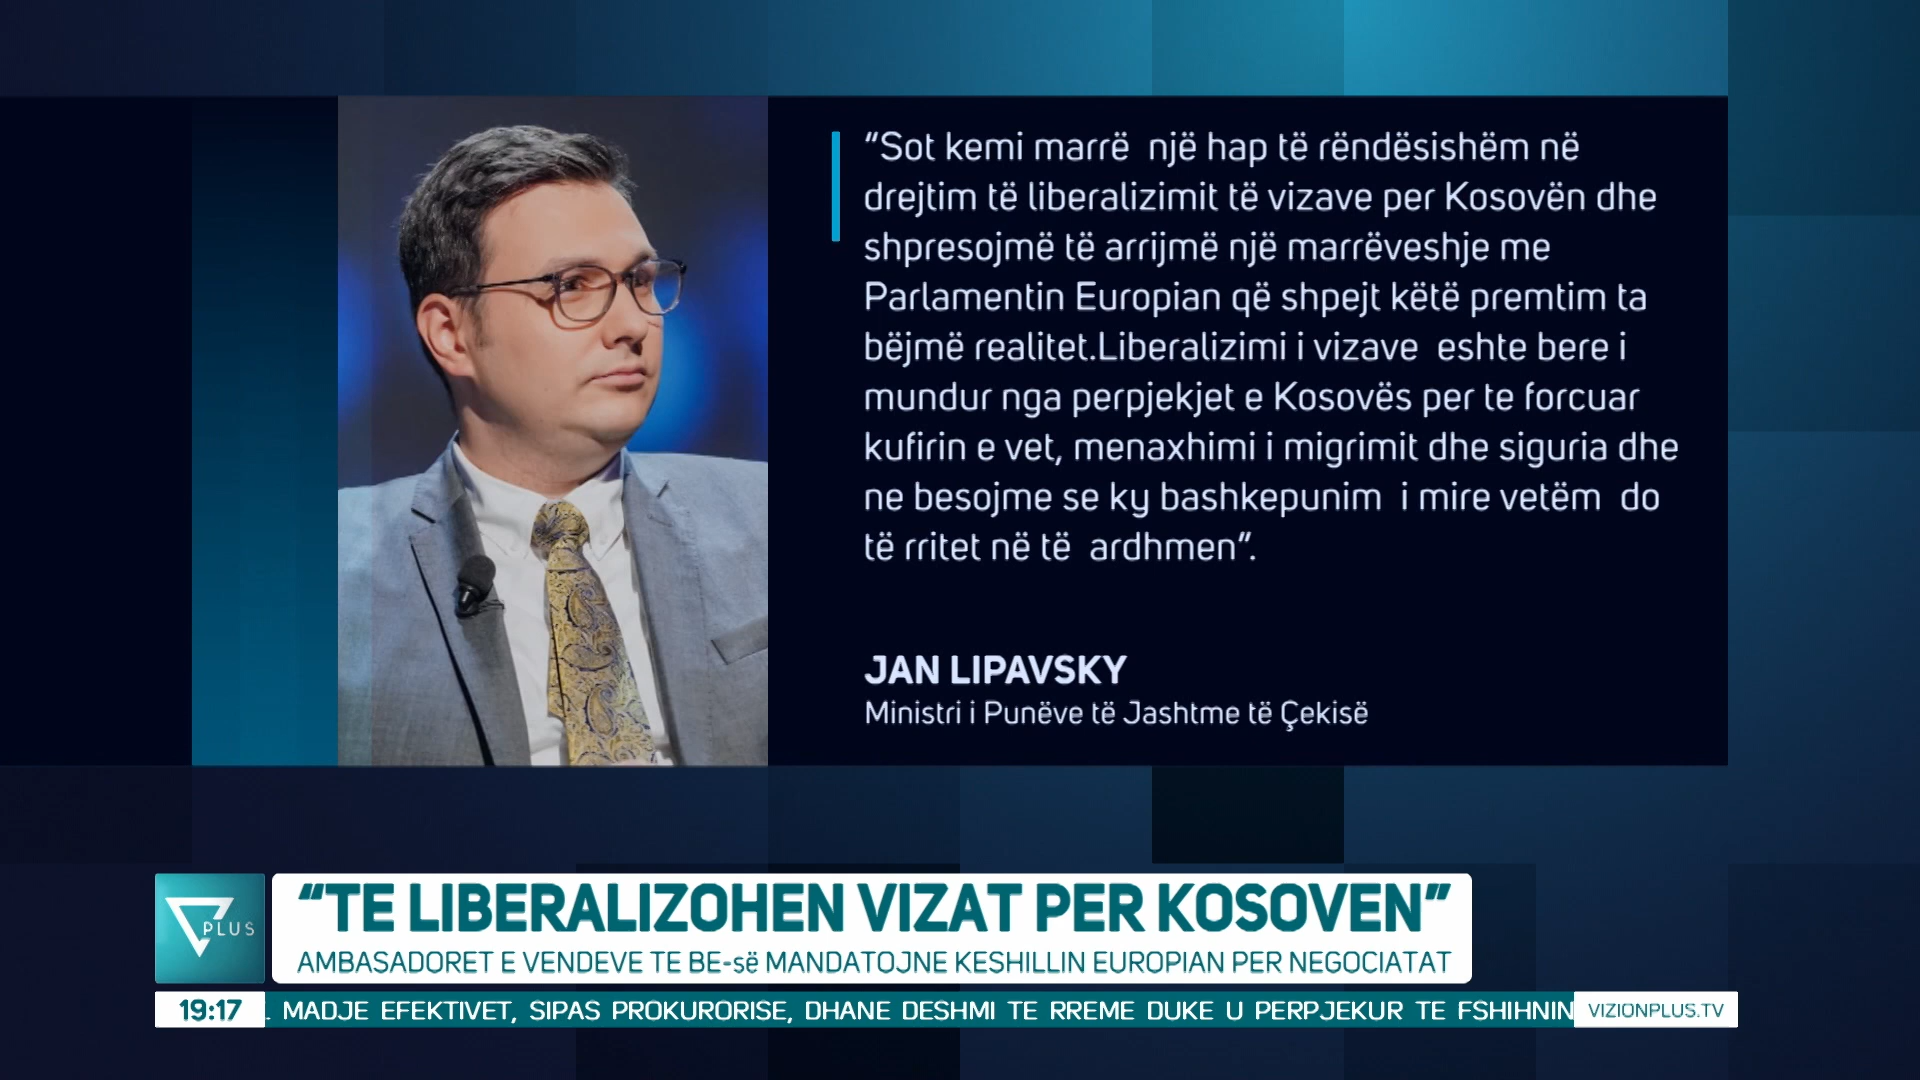 “Sot kemi marrë një hap të rëndësishëm në
drejtim të liberalizimit të vizave per Kosovën dhe
shpresojmë të arrijmë një marrëveshje me
Parlamentin Europian që shpejt këtë premtim ta
bëjmë realitet.Liberalizimi i vizave eshte bere i
mundur nga perpjekjet e Kosovës per te forcuar
kufirin e vet, menaxhimi i migrimit dhe siguria dhe
ne besojme se ky bashkepunim i mire vetëm do
të rritet në të ardhmen”.
JAN LIPAVSKY
Ministri i Punëve të Jashtme të Çekisë
PLUS
“TE LIBERALIZOHEN VIZAT PER KOSOVEN”
AMBASADORET E VENDEVE TE BE-së MANDATOJNE KESHILLIN EUROPIAN PER NEGOCIATAT
19:17 . MADJE EFEKTIVET, SIPAS PROKURORISE, DHANE DESHMI TE RREME DUKE U PERPJEKUR TE FSHIHNIN VIZIONPLUS.TV